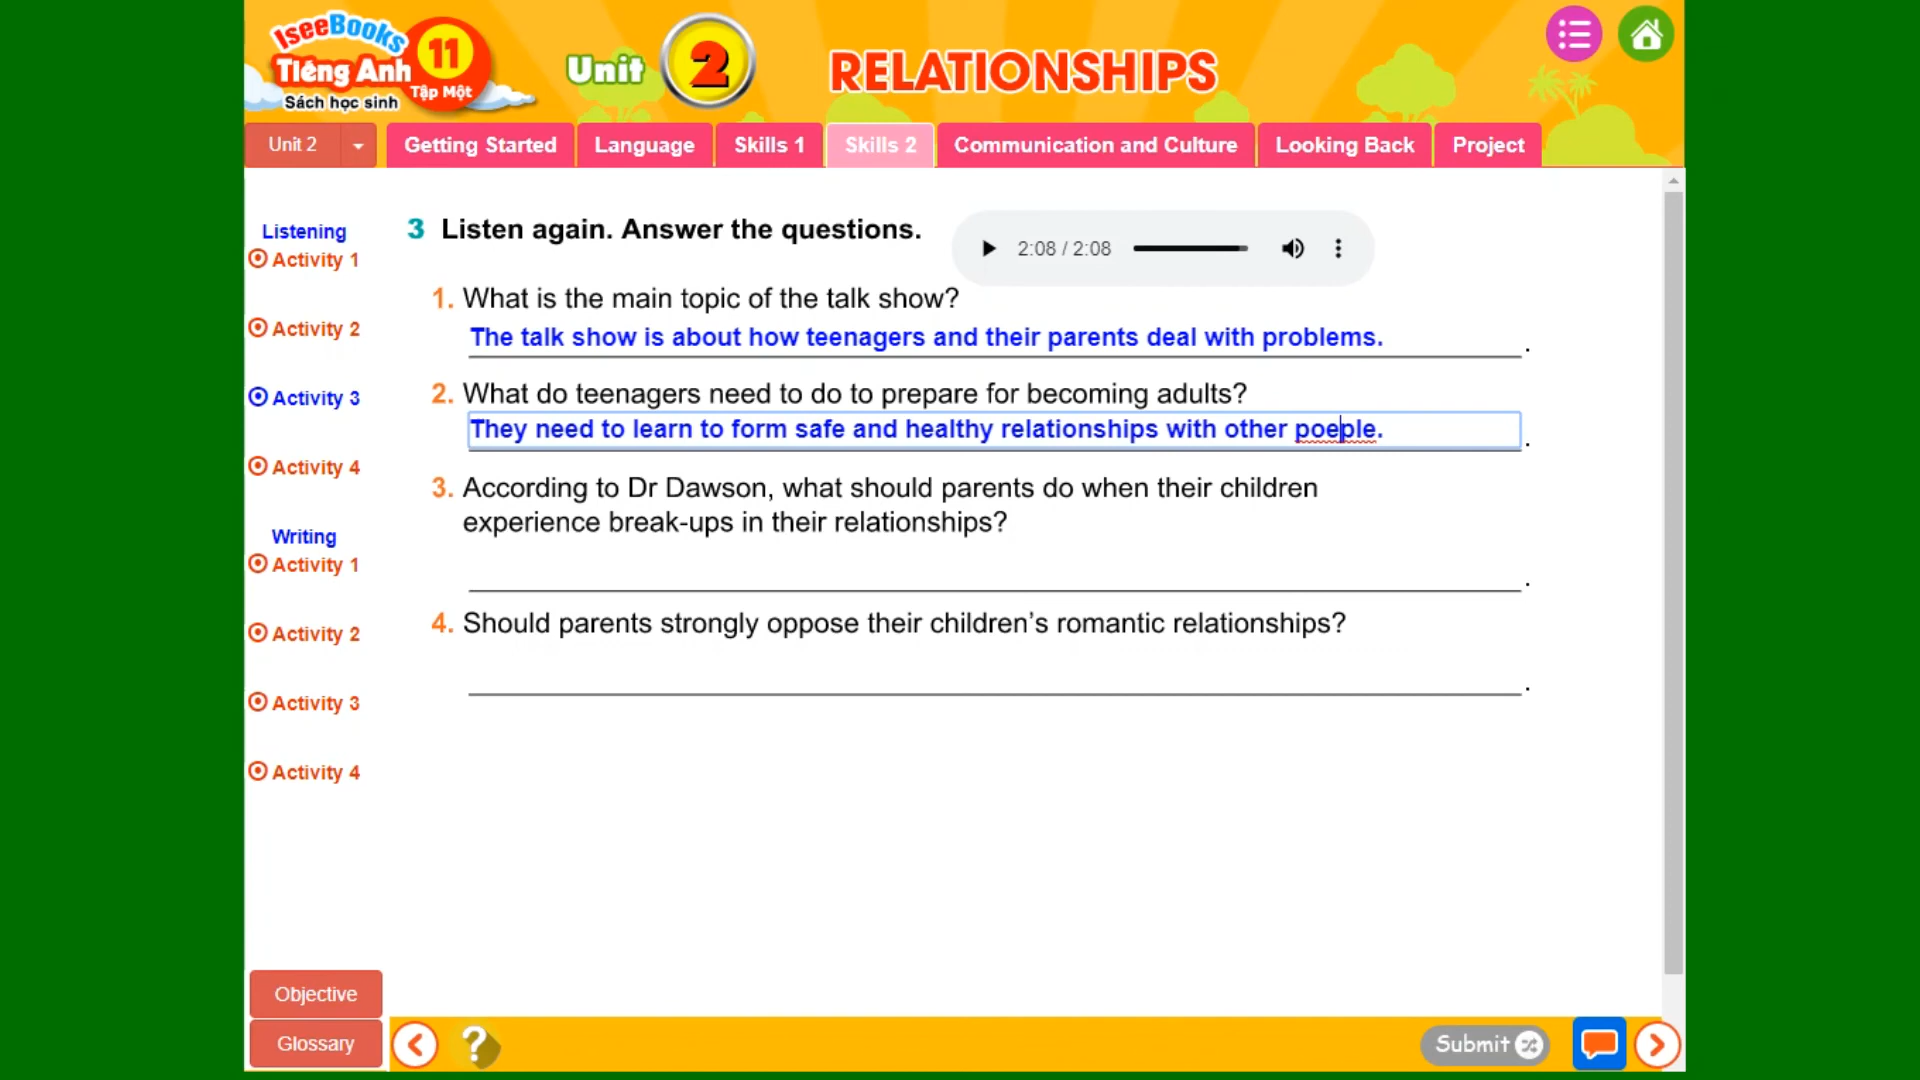 IseeBooks
Tiếng Anh 11
Tập Một
Sách học sinh
Unit 2
RELATIONSHIPS
Unit 2
Getting Started
Language
Skills 1
Skills 2
Communication and Culture
Looking Back
Project
Listening
Activity 1
Activity 2
Activity 3
Activity 4
Writing
Activity 1
Activity 2
Activity 3
Activity 4
Objective
Glossary
3 Listen again. Answer the questions.
2:08 / 2:08
1. What is the main topic of the talk show?
The talk show is about how teenagers and their parents deal with problems.
.
2. What do teenagers need to do to prepare for becoming adults?
They need to learn to form safe and healthy relationships with other poeple.
.
3. According to Dr Dawson, what should parents do when their children
experience break-ups in their relationships?
.
4. Should parents strongly oppose their children's romantic relationships?
.
?
Submit